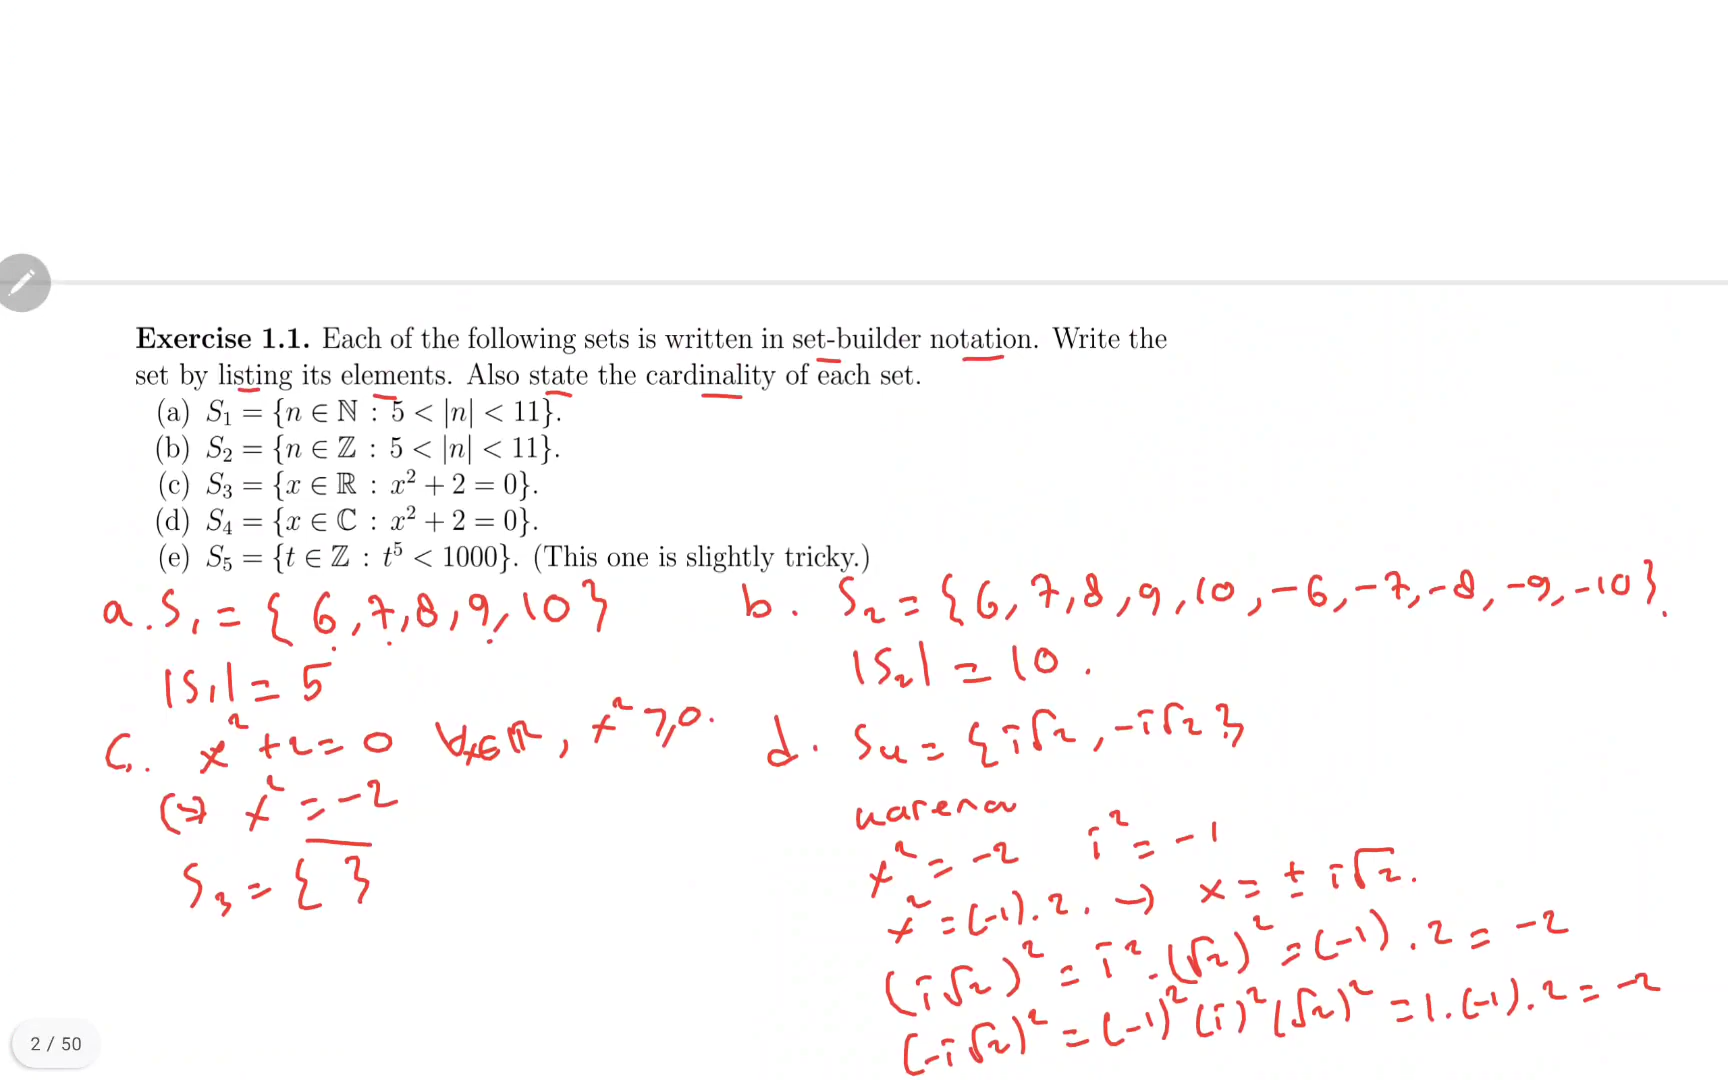 Exercise 1.1. Each of the following sets is written in set-builder notation. Write the
set by listing its elements. Also state the cardinality of each set.
(a) S₁ = {n ∈ ℕ : 5 < |n| < 11}.
(b) S₂ = {n ∈ ℤ : 5 < |n| < 11}.
(c) S₃ = {x ∈ ℝ : x² + 2 = 0}.
(d) S₄ = {x ∈ ℂ : x² + 2 = 0}.
(e) S₅ = {t ∈ ℤ : t⁵ < 1000}. (This one is slightly tricky.)
a. S₁ = {6, 7, 8, 9, 10}
|S₁| = 5
b. S₂ = {6, 7, 8, 9, 10, -6, -7, -8, -9, -10}.
|S₂| = 10.
C. x² + 2 = 0 ∀x∈ℝ, x² ≥ 0.
(⇒) x² = -2
S₃ = { }
d. S₄ = {i√2, -i√2}
karena
x² = -2 i² = -1
x² = (-1).2. → x = ± i√2.
(i√2)² = i².(√2)² = (-1).2 = -2
(-i√2)² = (-1)²(i)²(√2)² = 1.(-1).2 = -2
2 / 50